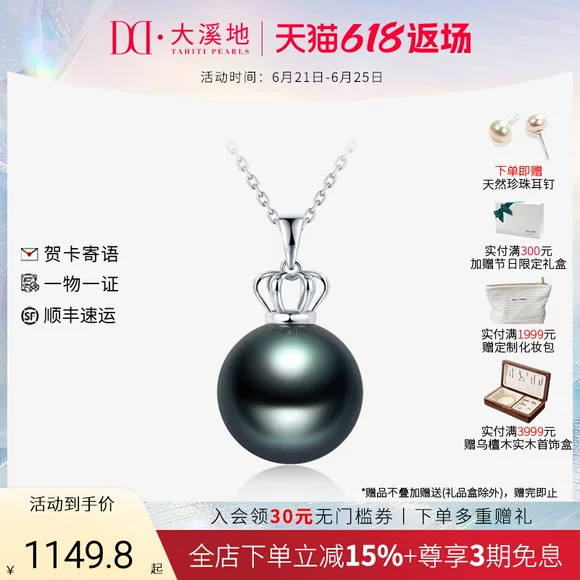 DD·大溪地
TAHITI PEARLS
天猫618返场
活动时间：6月21日-6月25日
下单即赠
天然珍珠耳钉
贺卡寄语
一物一证
SF 顺丰速运
实付满300元
加赠节日限定礼盒
实付满1999元
赠定制化妆包
实付满3999元
赠乌檀木实木首饰盒
*赠品不叠加赠送(礼品盒除外)，赠完即止
活动到手价
¥1149.8起
入会领30元无门槛券｜下单多重赠礼
全店下单立减15%+尊享3期免息